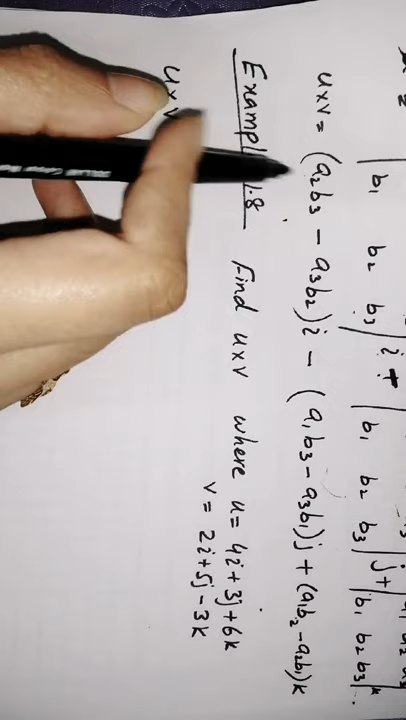 b₁ b₂ b₃| i + |b₁ b₂ b₃| j + |b₁ b₂ b₃| k
u×v = (a₂b₃ - a₃b₂)i - (a₁b₃ - a₃b₁)j + (a₁b₂ - a₂b₁)k
1.8 Find u×v where u = 4i+3j+6k
v = 2i+5j-3k
u×v